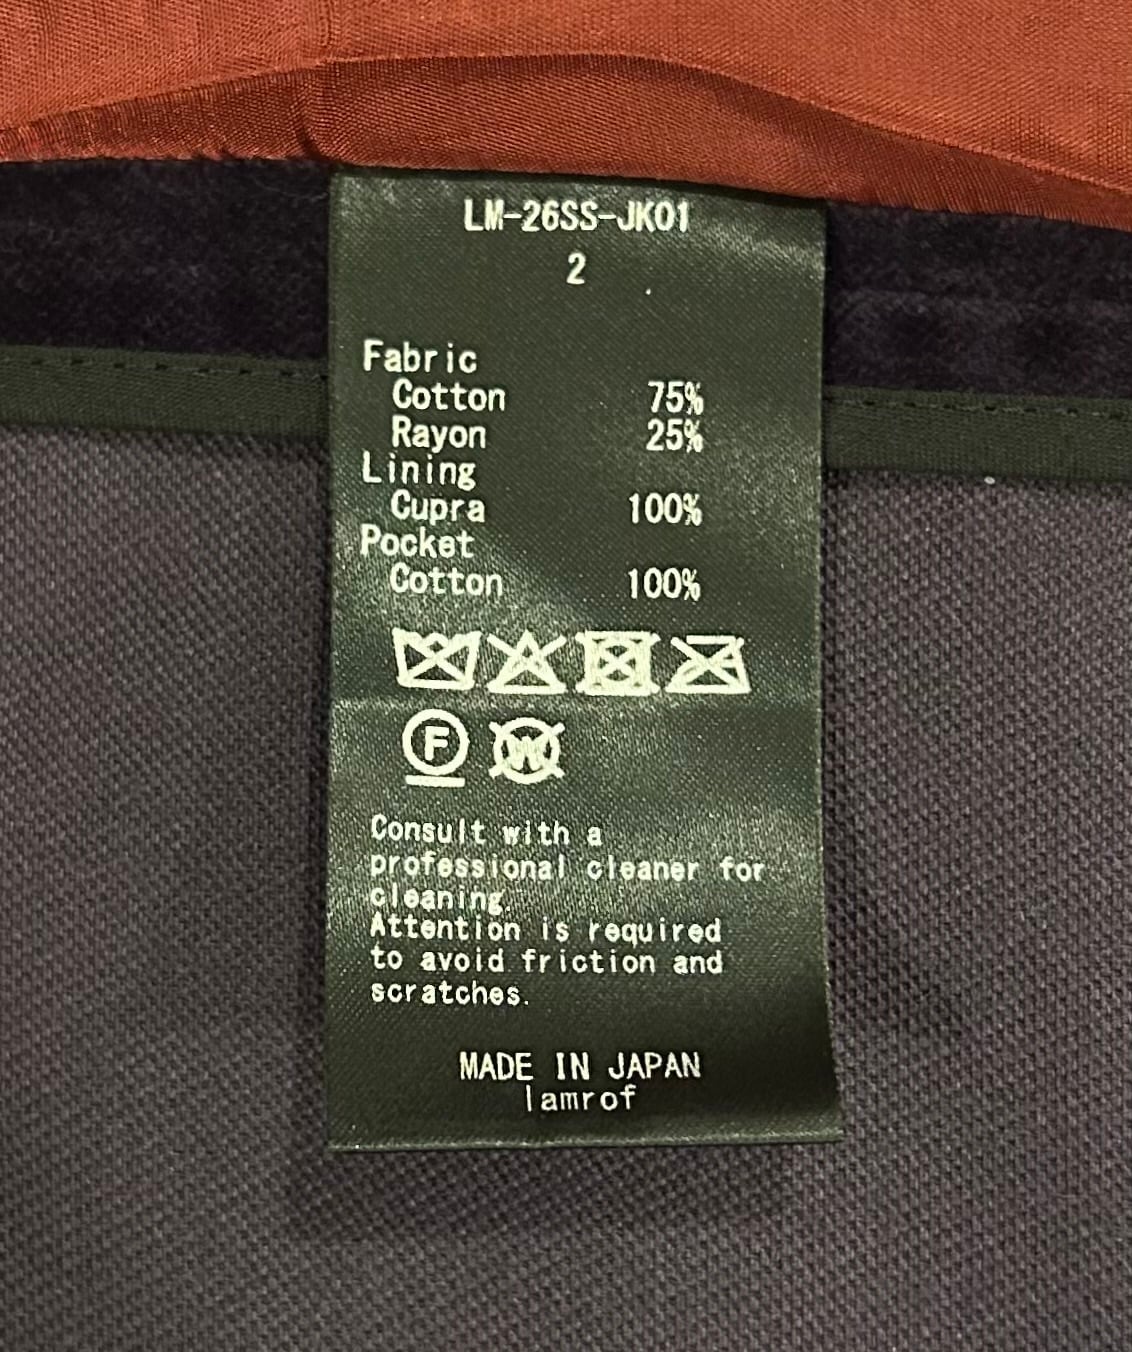 LM-26SS-JK01
2
Fabric
Cotton 75%
Rayon 25%
Lining
Cupra 100%
Pocket
Cotton 100%
F W
Consult with a
professional cleaner for
cleaning.
Attention is required
to avoid friction and
scratches.
MADE IN JAPAN
lamrof